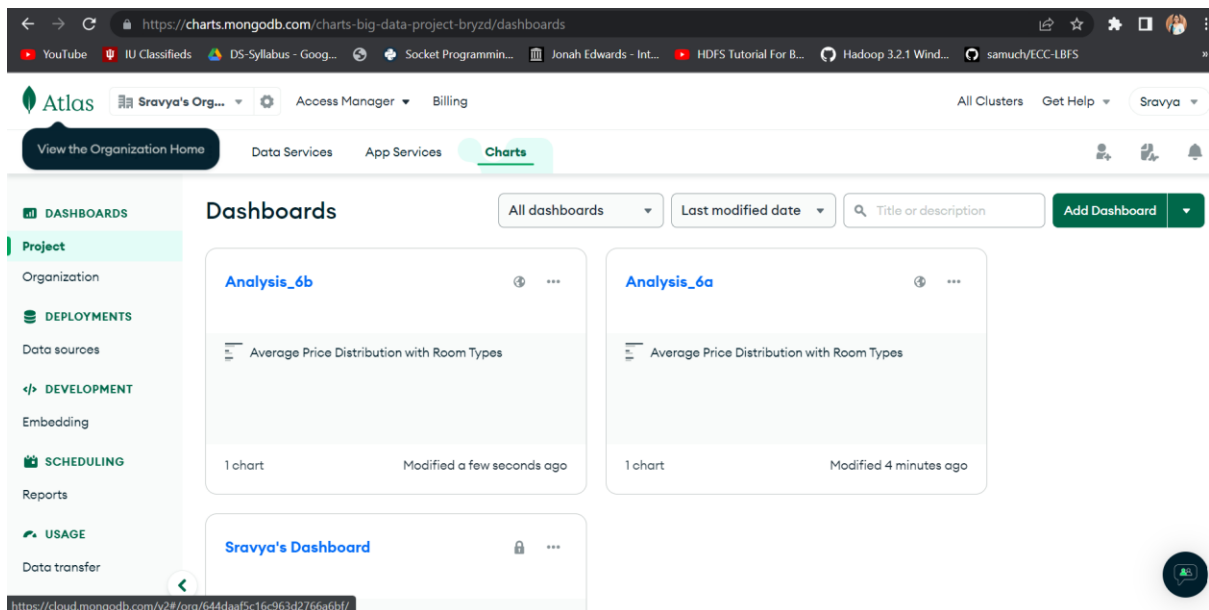 https://charts.mongodb.com/charts-big-data-project-bryzd/dashboards
YouTube IU Classifieds DS-Syllabus - Goog... Socket Programmin... Jonah Edwards - Int... HDFS Tutorial For B... Hadoop 3.2.1 Wind... samuch/ECC-LBFS »
Atlas Sravya's Org... Access Manager Billing All Clusters Get Help Sravya
View the Organization Home Data Services App Services Charts
DASHBOARDS
Dashboards All dashboards Last modified date Title or description Add Dashboard
Project
Organization
Analysis_6b Analysis_6a
DEPLOYMENTS
Data sources
Average Price Distribution with Room Types Average Price Distribution with Room Types
</> DEVELOPMENT
Embedding
SCHEDULING
1 chart Modified a few seconds ago 1 chart Modified 4 minutes ago
Reports
USAGE
Sravya's Dashboard
Data transfer
https://cloud.mongodb.com/v2#/org/644daaf5c16c963d2766a6bf/